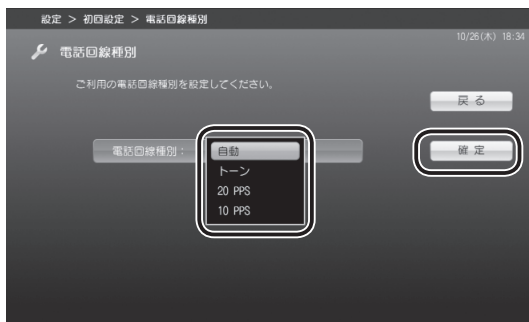 設定 > 初回設定 > 電話回線種別
10/26(木) 18:34
電話回線種別
ご利用の電話回線種別を設定してください。
戻る
電話回線種別：
自動
確定
トーン
20 PPS
10 PPS